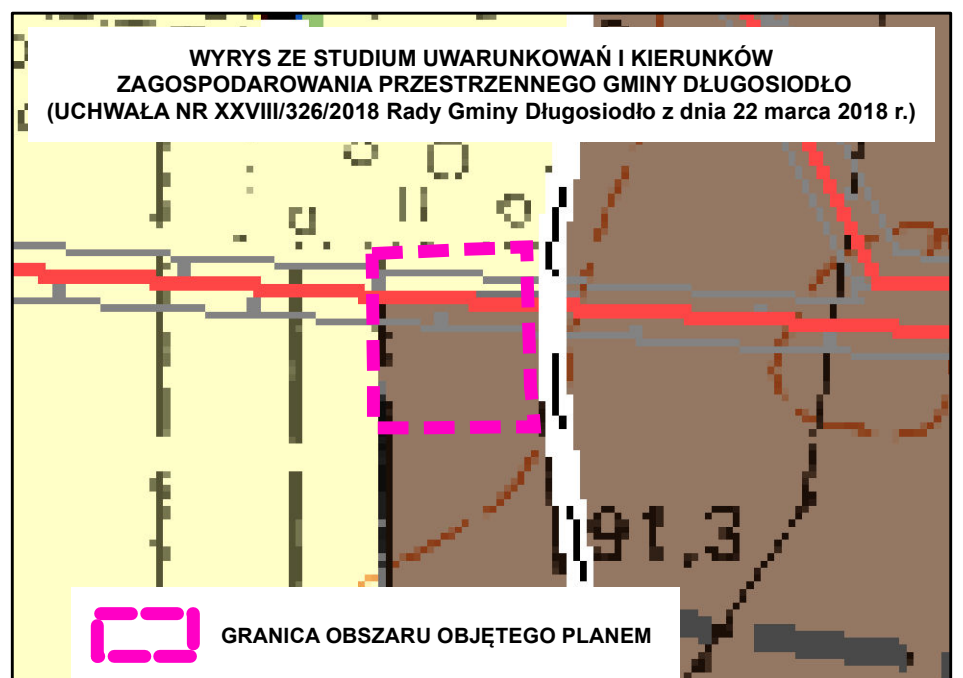 WYRYS ZE STUDIUM UWARUNKOWAŃ I KIERUNKÓW
ZAGOSPODAROWANIA PRZESTRZENNEGO GMINY DŁUGOSIODŁO
(UCHWAŁA NR XXVIII/326/2018 Rady Gminy Długosiodło z dnia 22 marca 2018 r.)
91,3
GRANICA OBSZARU OBJĘTEGO PLANEM